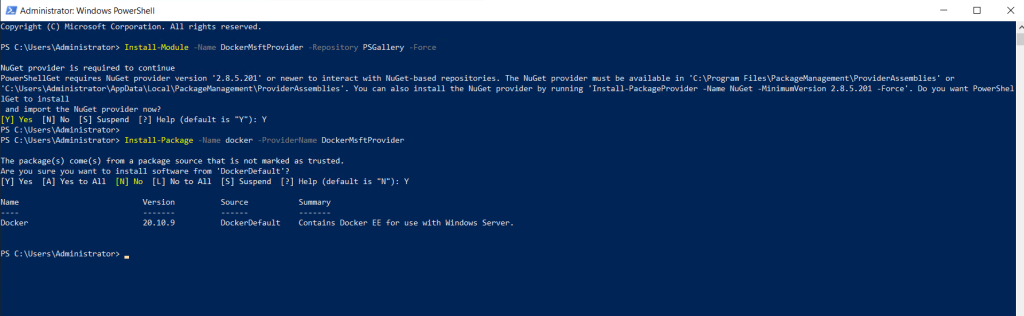 Administrator: Windows PowerShell
Copyright (C) Microsoft Corporation. All rights reserved.
PS C:\Users\Administrator> Install-Module -Name DockerMsftProvider -Repository PSGallery -Force
NuGet provider is required to continue
PowerShellGet requires NuGet provider version '2.8.5.201' or newer to interact with NuGet-based repositories. The NuGet provider must be available in 'C:\Program Files\PackageManagement\ProviderAssemblies' or
'C:\Users\Administrator\AppData\Local\PackageManagement\ProviderAssemblies'. You can also install the NuGet provider by running 'Install-PackageProvider -Name NuGet -MinimumVersion 2.8.5.201 -Force'. Do you want PowerShel
lGet to install
and import the NuGet provider now?
[Y] Yes  [N] No  [S] Suspend  [?] Help (default is "Y"): Y
PS C:\Users\Administrator>
PS C:\Users\Administrator> Install-Package -Name docker -ProviderName DockerMsftProvider
The package(s) come(s) from a package source that is not marked as trusted.
Are you sure you want to install software from 'DockerDefault'?
[Y] Yes  [A] Yes to All  [N] No  [L] No to All  [S] Suspend  [?] Help (default is "N"): Y
Name Version Source Summary
---- ------- ------ -------
Docker 20.10.9 DockerDefault Contains Docker EE for use with Windows Server.
PS C:\Users\Administrator>